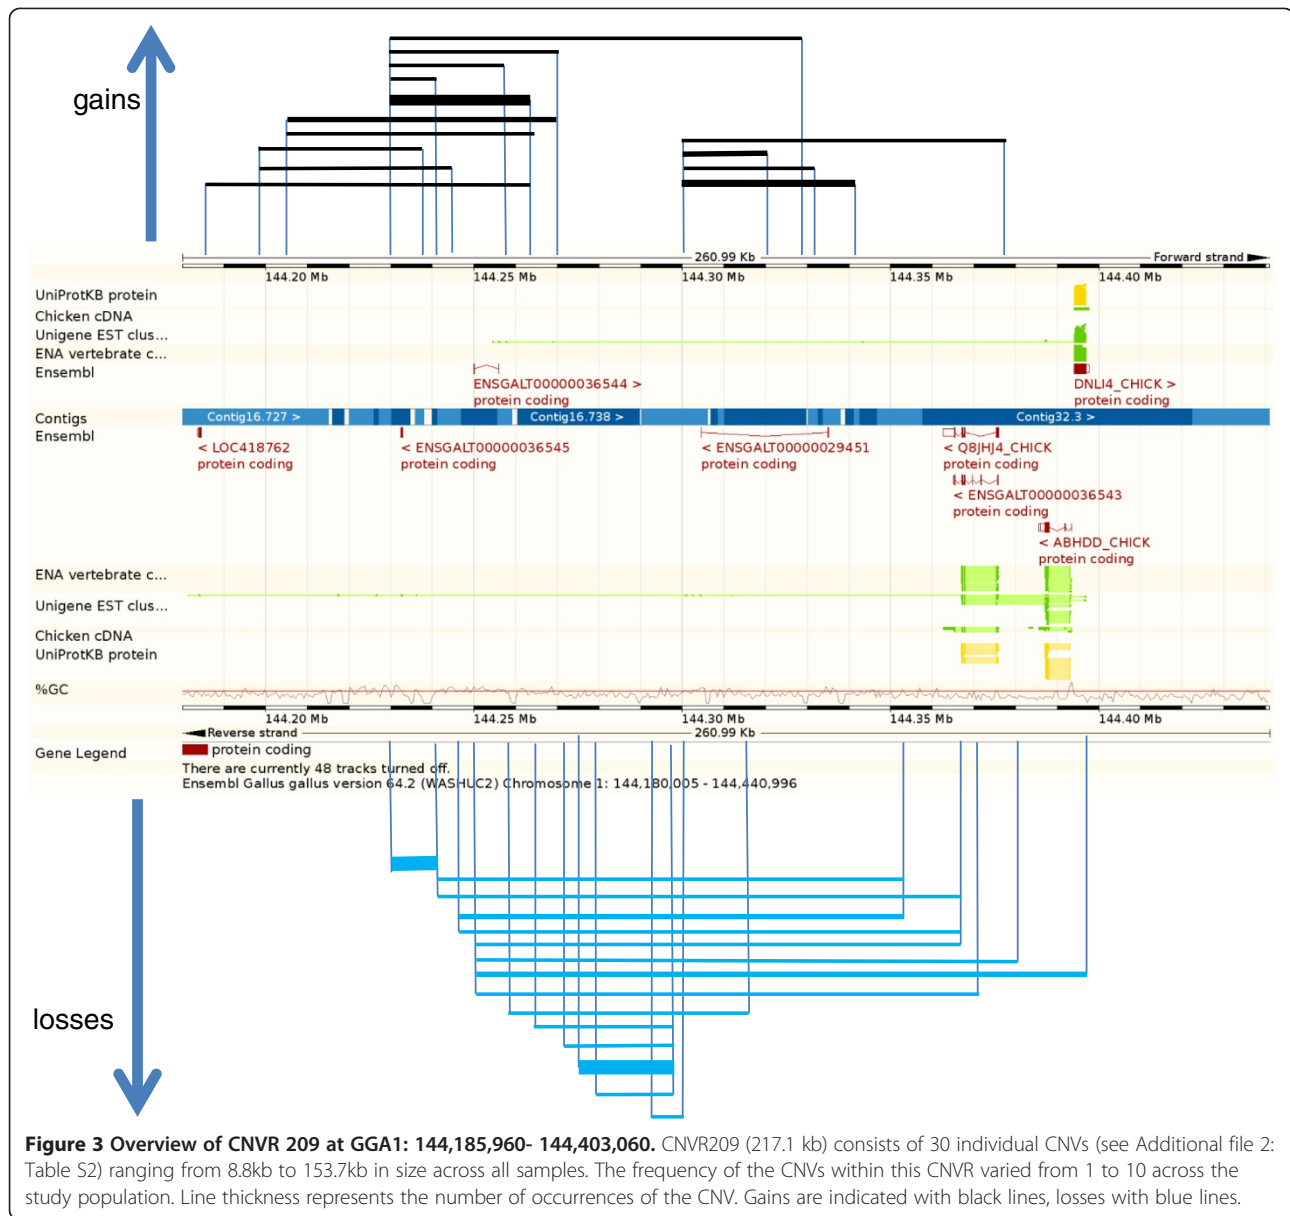 gains
260.99 Kb
Forward strand
144.20 Mb 144.25 Mb 144.30 Mb 144.35 Mb 144.40 Mb
UniProtKB protein
Chicken cDNA
Unigene EST clus...
ENA vertebrate c...
Ensembl
ENSGALT00000036544 >
protein coding
DNLI4_CHICK >
protein coding
Contigs
Contig16.727 > Contig16.738 > Contig32.3 >
Ensembl
< LOC418762
protein coding
< ENSGALT00000036545
protein coding
< ENSGALT00000029451
protein coding
< Q8JHJ4_CHICK
protein coding
< ENSGALT00000036543
protein coding
< ABHDD_CHICK
protein coding
ENA vertebrate c...
Unigene EST clus...
Chicken cDNA
UniProtKB protein
%GC
144.20 Mb 144.25 Mb 144.30 Mb 144.35 Mb 144.40 Mb
Reverse strand
260.99 Kb
Gene Legend
protein coding
There are currently 48 tracks turned off.
Ensembl Gallus gallus version 64.2 (WASHUC2) Chromosome 1: 144,180,005 - 144,440,996
losses
Figure 3 Overview of CNVR 209 at GGA1: 144,185,960- 144,403,060. CNVR209 (217.1 kb) consists of 30 individual CNVs (see Additional file 2:
Table S2) ranging from 8.8kb to 153.7kb in size across all samples. The frequency of the CNVs within this CNVR varied from 1 to 10 across the
study population. Line thickness represents the number of occurrences of the CNV. Gains are indicated with black lines, losses with blue lines.